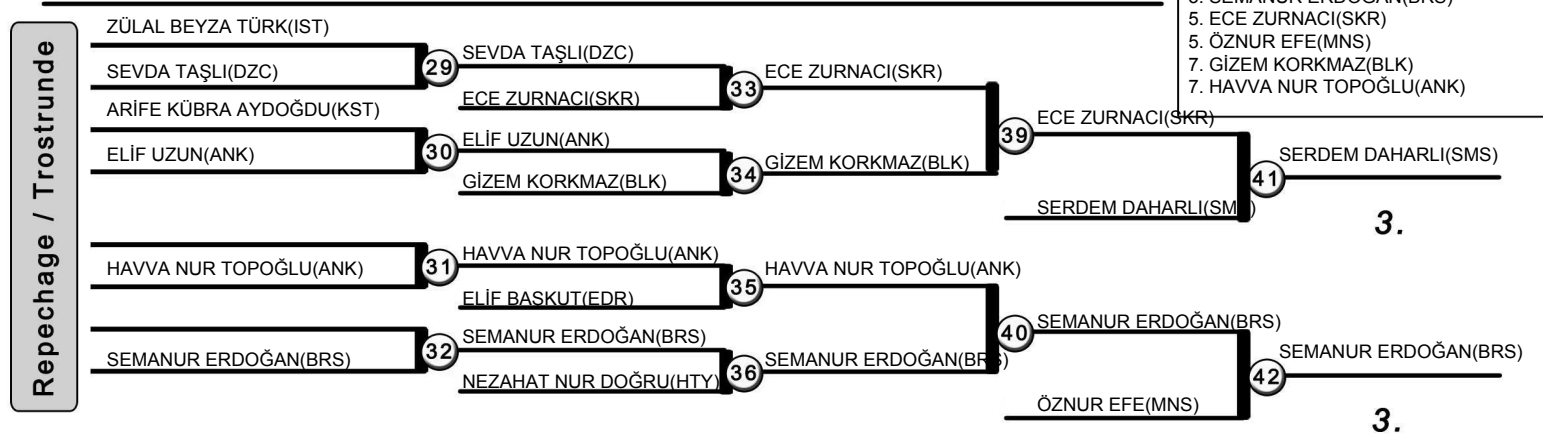 3. SEMANUR ERDOĞAN(BRS)
5. ECE ZURNACI(SKR)
5. ÖZNUR EFE(MNS)
7. GİZEM KORKMAZ(BLK)
7. HAVVA NUR TOPOĞLU(ANK)
Repechage / Trostrunde
ZÜLAL BEYZA TÜRK(IST)
SEVDA TAŞLI(DZC)
29
SEVDA TAŞLI(DZC)
ECE ZURNACI(SKR)
33
ECE ZURNACI(SKR)
ARİFE KÜBRA AYDOĞDU(KST)
ELİF UZUN(ANK)
30
ELİF UZUN(ANK)
GİZEM KORKMAZ(BLK)
34
GİZEM KORKMAZ(BLK)
39
ECE ZURNACI(SKR)
SERDEM DAHARLI(SMS)
41
SERDEM DAHARLI(SMS)
3.
HAVVA NUR TOPOĞLU(ANK)
31
HAVVA NUR TOPOĞLU(ANK)
ELİF BASKUT(EDR)
35
HAVVA NUR TOPOĞLU(ANK)
SEMANUR ERDOĞAN(BRS)
32
SEMANUR ERDOĞAN(BRS)
NEZAHAT NUR DOĞRU(HTY)
36
SEMANUR ERDOĞAN(BRS)
40
SEMANUR ERDOĞAN(BRS)
ÖZNUR EFE(MNS)
42
SEMANUR ERDOĞAN(BRS)
3.